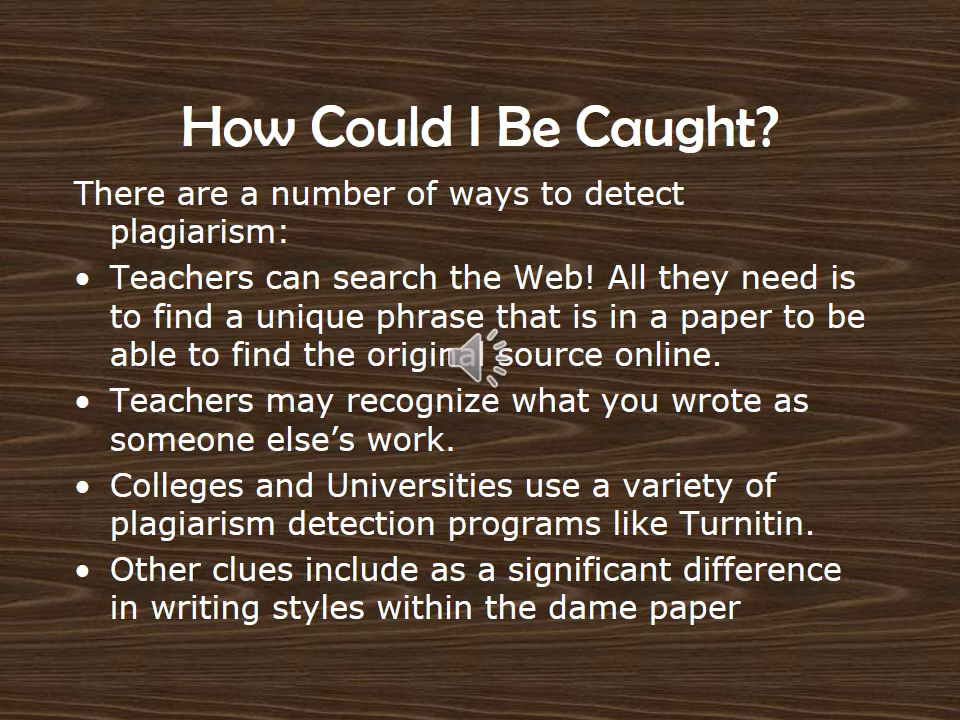 How Could I Be Caught?
There are a number of ways to detect
plagiarism:
• Teachers can search the Web! All they need is
to find a unique phrase that is in a paper to be
able to find the original source online.
• Teachers may recognize what you wrote as
someone else’s work.
• Colleges and Universities use a variety of
plagiarism detection programs like Turnitin.
• Other clues include as a significant difference
in writing styles within the dame paper